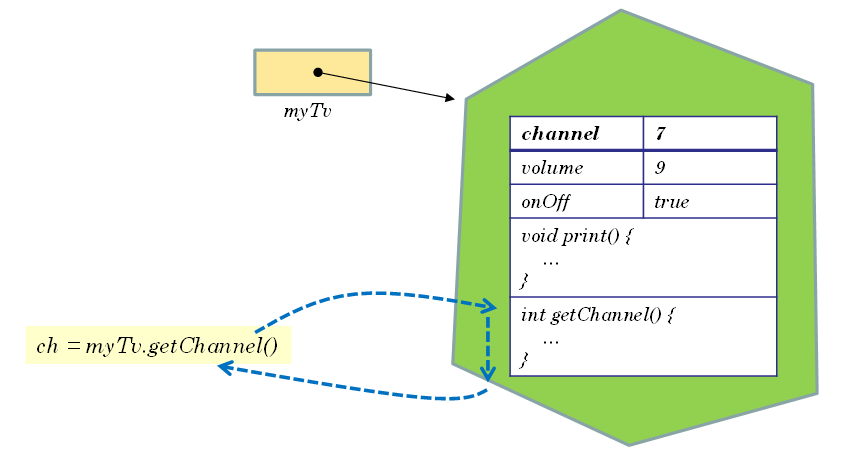 myTv
channel 7
volume 9
onOff true
void print() {
...
}
int getChannel() {
...
}
ch = myTv.getChannel()